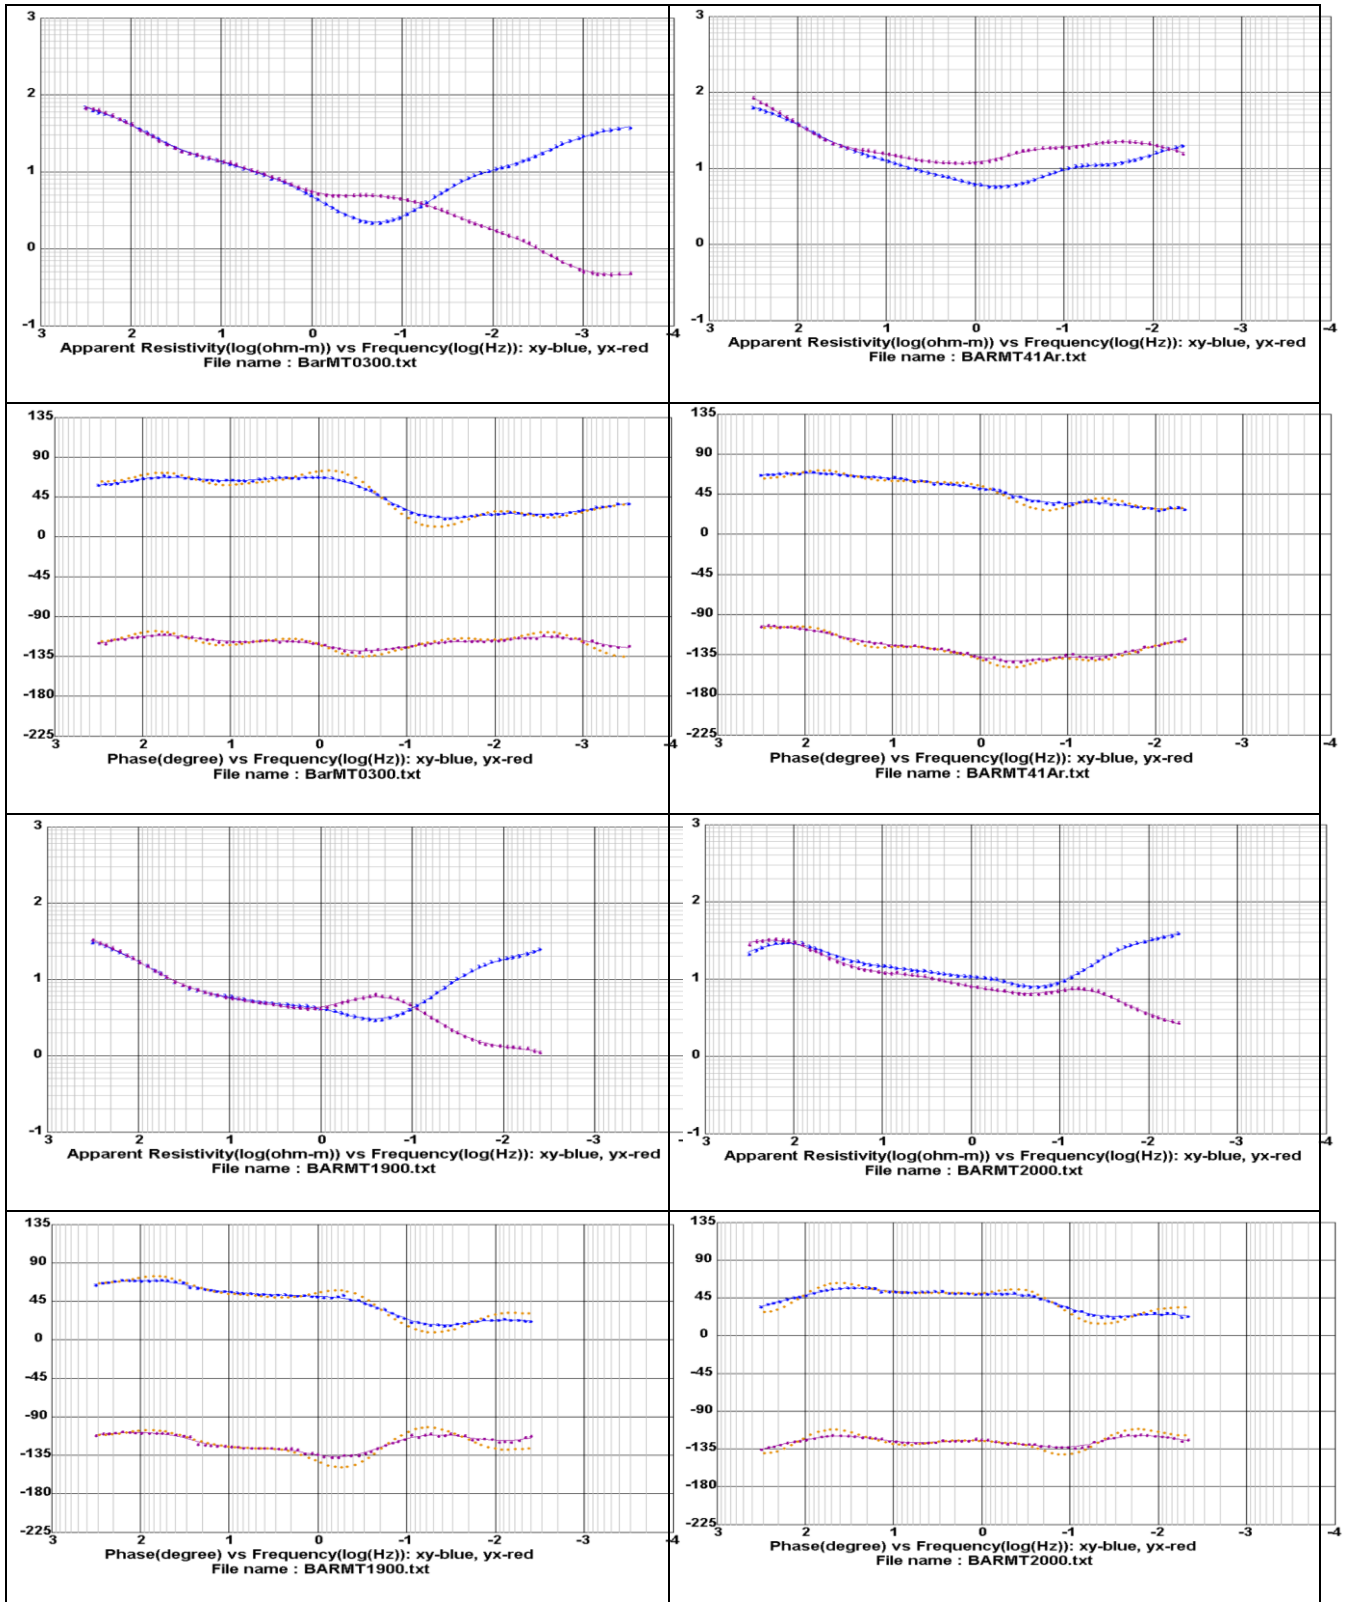 3
2
1
0
-1
3 2 1 0 -1 -2 -3 -4
Apparent Resistivity(log(ohm-m)) vs Frequency(log(Hz)): xy-blue, yx-red
File name : BarMT0300.txt
3
2
1
0
-1
3 2 1 0 -1 -2 -3 -4
Apparent Resistivity(log(ohm-m)) vs Frequency(log(Hz)): xy-blue, yx-red
File name : BARMT41Ar.txt
135
90
45
0
-45
-90
-135
-180
-225
3 2 1 0 -1 -2 -3 -4
Phase(degree) vs Frequency(log(Hz)): xy-blue, yx-red
File name : BarMT0300.txt
135
90
45
0
-45
-90
-135
-180
-225
3 2 1 0 -1 -2 -3 -4
Phase(degree) vs Frequency(log(Hz)): xy-blue, yx-red
File name : BARMT41Ar.txt
3
2
1
0
-1
3 2 1 0 -1 -2 -3 -
Apparent Resistivity(log(ohm-m)) vs Frequency(log(Hz)): xy-blue, yx-red
File name : BARMT1900.txt
3
2
1
0
-1
3 2 1 0 -1 -2 -3 -4
Apparent Resistivity(log(ohm-m)) vs Frequency(log(Hz)): xy-blue, yx-red
File name : BARMT2000.txt
135
90
45
0
-45
-90
-135
-180
-225
3 2 1 0 -1 -2 -3 -4
Phase(degree) vs Frequency(log(Hz)): xy-blue, yx-red
File name : BARMT1900.txt
135
90
45
0
-45
-90
-135
-180
-225
3 2 1 0 -1 -2 -3 -4
Phase(degree) vs Frequency(log(Hz)): xy-blue, yx-red
File name : BARMT2000.txt